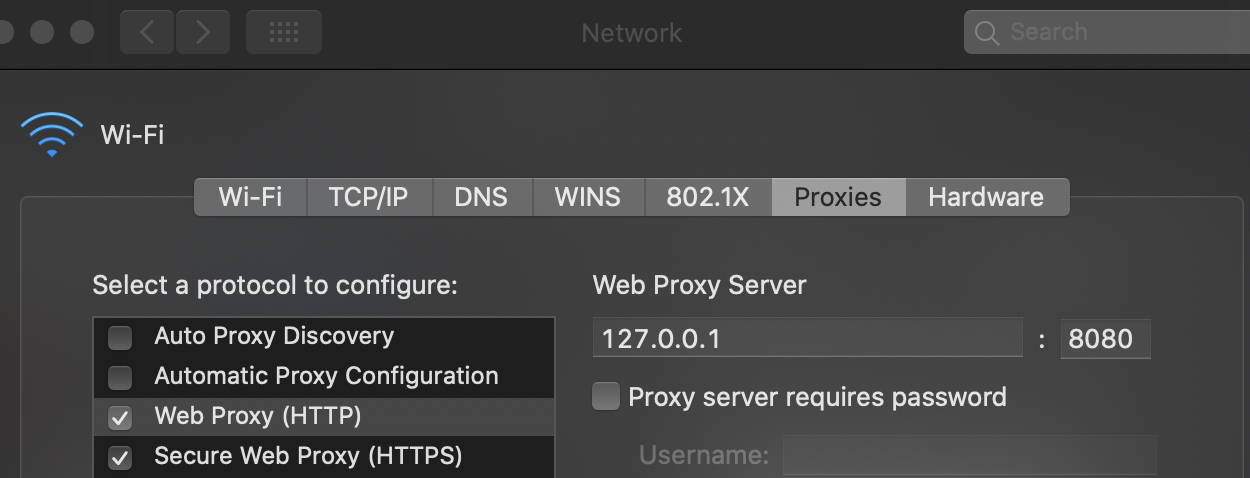 Network
Search
Wi-Fi
Wi-Fi TCP/IP DNS WINS 802.1X Proxies Hardware
Select a protocol to configure:
Auto Proxy Discovery
Automatic Proxy Configuration
Web Proxy (HTTP)
Secure Web Proxy (HTTPS)
Web Proxy Server
127.0.0.1 : 8080
Proxy server requires password
Username: